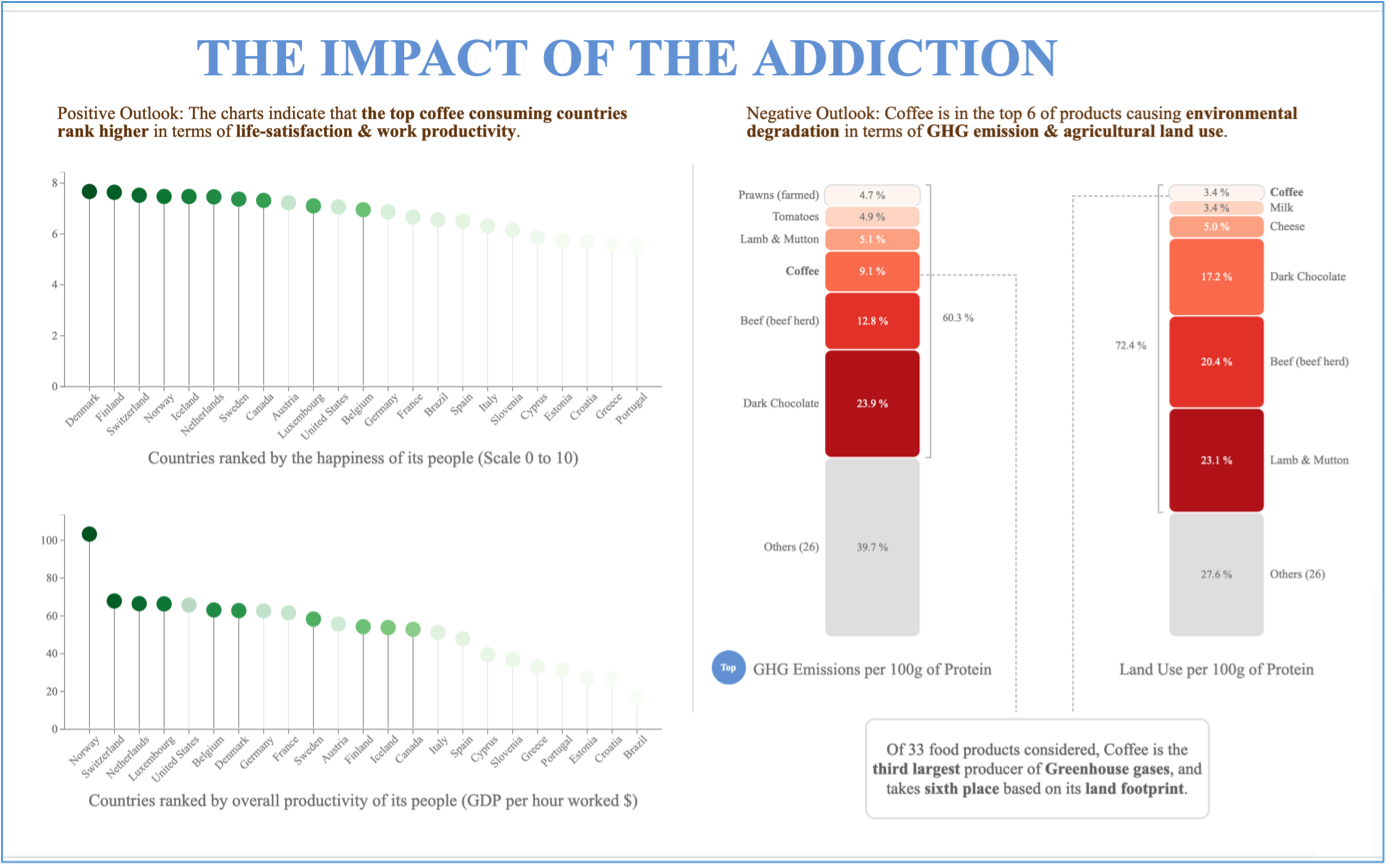 THE IMPACT OF THE ADDICTION
Positive Outlook: The charts indicate that the top coffee consuming countries
rank higher in terms of life-satisfaction & work productivity.
8
6
4
2
0
Denmark
Finland
Switzerland
Norway
Iceland
Netherlands
Sweden
Canada
Austria
Luxembourg
United States
Belgium
Germany
France
Brazil
Spain
Italy
Slovenia
Cyprus
Estonia
Croatia
Greece
Portugal
Countries ranked by the happiness of its people (Scale 0 to 10)
100
80
60
40
20
0
Norway
Switzerland
Netherlands
Luxembourg
United States
Belgium
Denmark
Germany
France
Sweden
Austria
Finland
Iceland
Canada
Italy
Spain
Cyprus
Slovenia
Greece
Portugal
Estonia
Croatia
Brazil
Countries ranked by overall productivity of its people (GDP per hour worked $)
Negative Outlook: Coffee is in the top 6 of products causing environmental
degradation in terms of GHG emission & agricultural land use.
Prawns (farmed) 4.7 %
Tomatoes 4.9 %
Lamb & Mutton 5.1 %
Coffee 9.1 %
Beef (beef herd) 12.8 %
60.3 %
Dark Chocolate 23.9 %
Others (26) 39.7 %
Top GHG Emissions per 100g of Protein
3.4 % Coffee
3.4 % Milk
5.0 % Cheese
17.2 % Dark Chocolate
72.4 %
20.4 % Beef (beef herd)
23.1 % Lamb & Mutton
27.6 % Others (26)
Land Use per 100g of Protein
Of 33 food products considered, Coffee is the
third largest producer of Greenhouse gases, and
takes sixth place based on its land footprint.